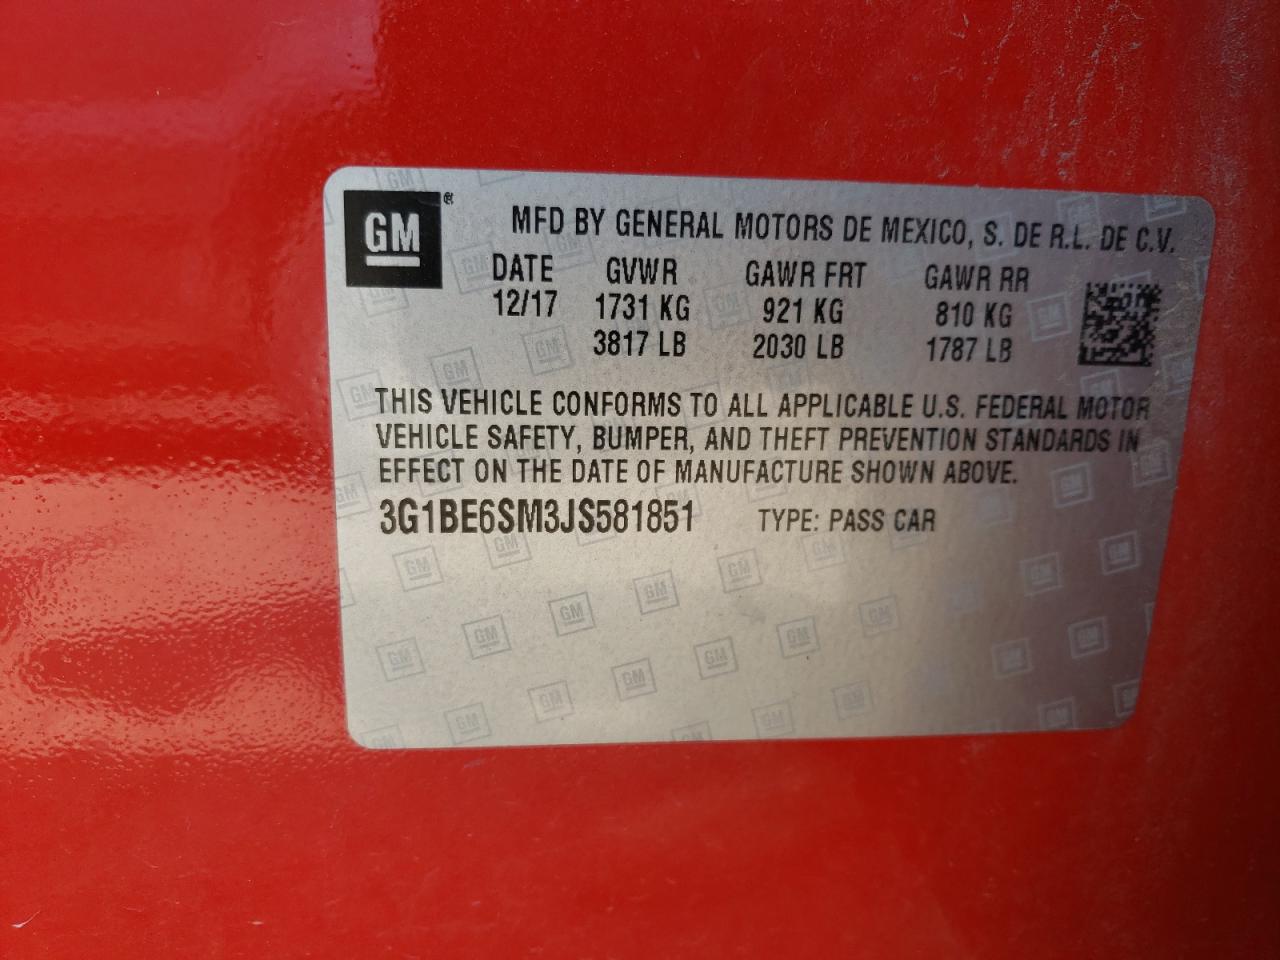 GM®
MFD BY GENERAL MOTORS DE MEXICO, S. DE R.L. DE C.V.
DATE GVWR GAWR FRT GAWR RR
12/17 1731 KG 921 KG 810 KG
3817 LB 2030 LB 1787 LB
THIS VEHICLE CONFORMS TO ALL APPLICABLE U.S. FEDERAL MOTOR
VEHICLE SAFETY, BUMPER, AND THEFT PREVENTION STANDARDS IN
EFFECT ON THE DATE OF MANUFACTURE SHOWN ABOVE.
3G1BE6SM3JS581851 TYPE: PASS CAR